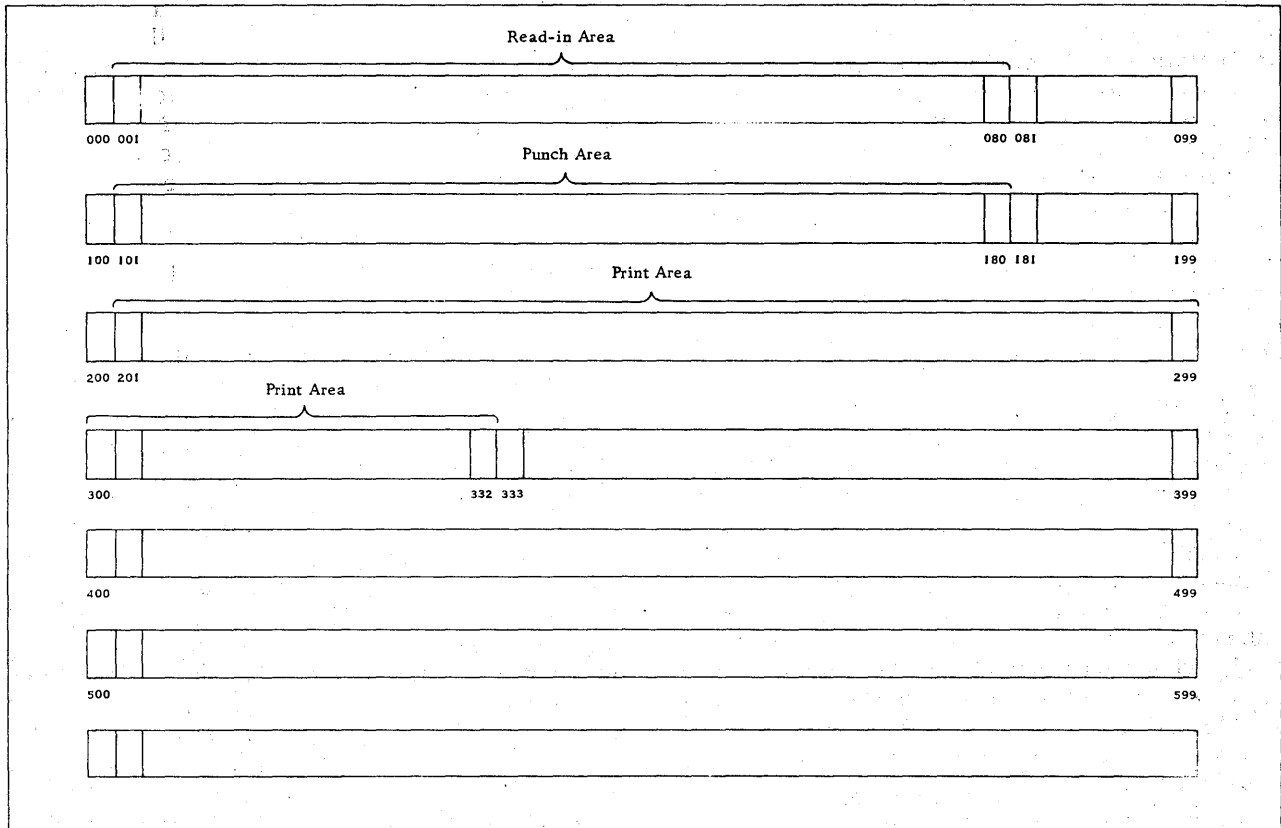 Read-in Area
000 001 080 081 099
Punch Area
100 101 180 181 199
Print Area
200 201 299
Print Area
300 332 333 399
400 499
500 599